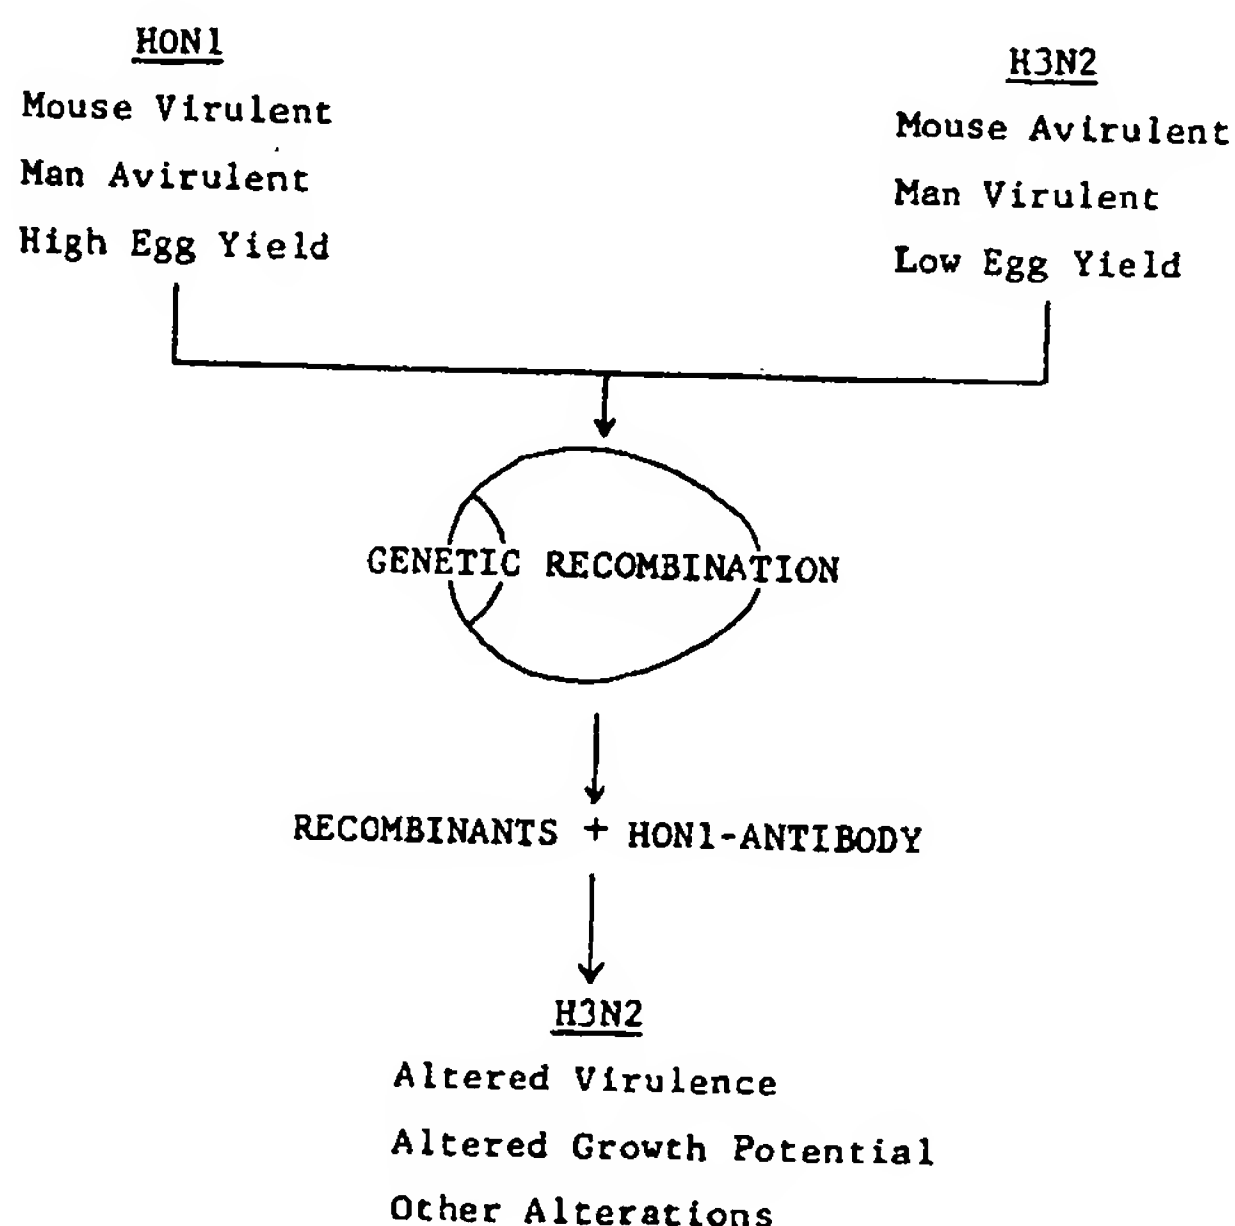 HON1
Mouse Virulent
Man Avirulent
High Egg Yield
H3N2
Mouse Avirulent
Man Virulent
Low Egg Yield
GENETIC RECOMBINATION
RECOMBINANTS + HON1-ANTIBODY
H3N2
Altered Virulence
Altered Growth Potential
Other Alterations